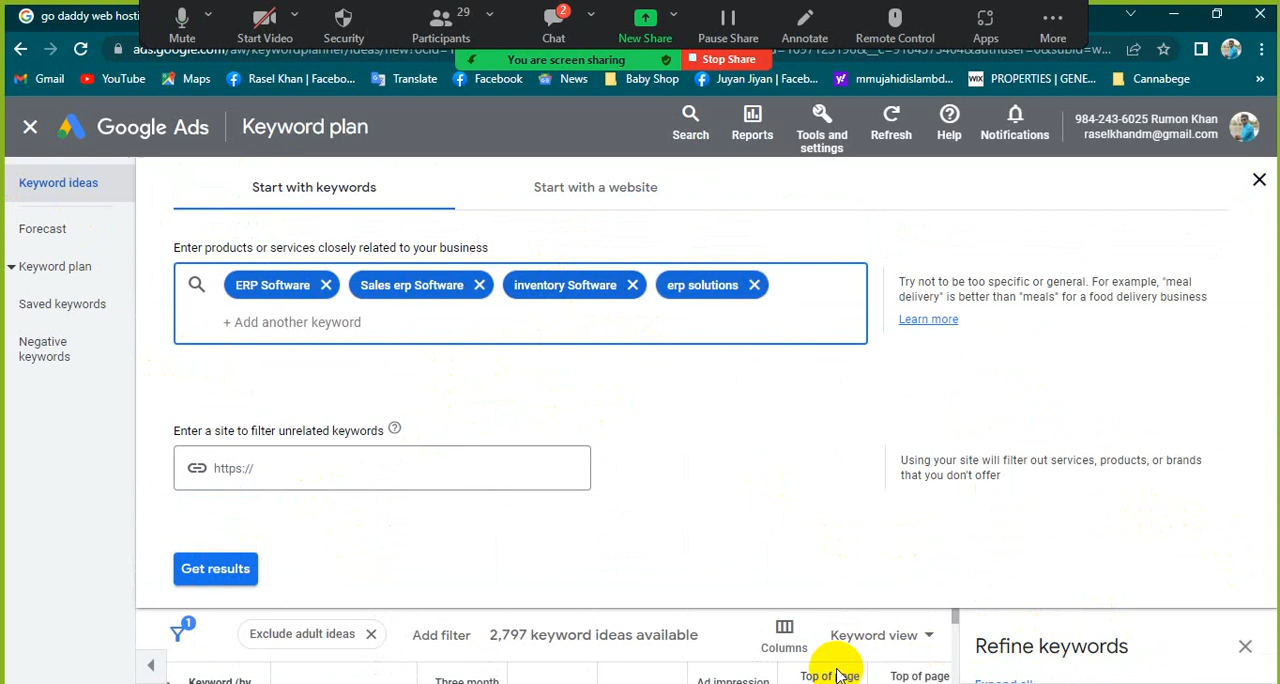 go daddy web hosti
29
2
Mute
Start Video
Security
Participants
Chat
New Share
Pause Share
Annotate
Remote Control
Apps
More
You are screen sharing
Stop Share
Gmail
YouTube
Maps
Rasel Khan | Facebo...
Translate
Facebook
News
Baby Shop
Juyan Jiyan | Faceb...
mmujahidislambd...
WIX PROPERTIES | GENE...
Cannabege
Google Ads
Keyword plan
Search
Reports
Tools and
settings
Refresh
Help
Notifications
984-243-6025 Rumon Khan
raselkhandm@gmail.com
Keyword ideas
Forecast
Keyword plan
Saved keywords
Negative
keywords
Start with keywords
Start with a website
Enter products or services closely related to your business
ERP Software
Sales erp Software
inventory Software
erp solutions
+ Add another keyword
Try not to be too specific or general. For example, "meal
delivery" is better than "meals" for a food delivery business
Learn more
Enter a site to filter unrelated keywords
https://
Using your site will filter out services, products, or brands
that you don't offer
Get results
1
Exclude adult ideas
Add filter
2,797 keyword ideas available
Columns
Keyword view
Refine keywords
Keyword (by
Three month
Ad impression
Top of page
Top of page
Expand all